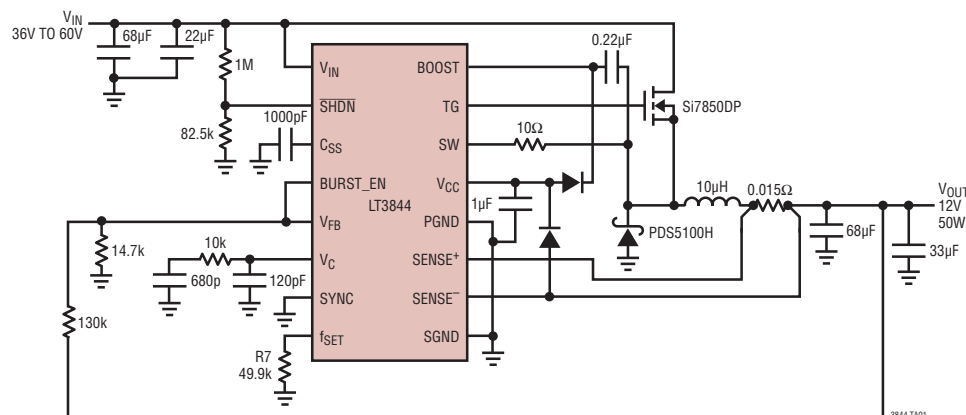 VIN
36V TO 60V
68µF
22µF
1M
82.5k
1000pF
VIN
SHDN
CSS
BURST_EN
VFB
VC
SYNC
fSET
LT3844
BOOST
TG
SW
VCC
PGND
SENSE+
SENSE–
SGND
0.22µF
Si7850DP
10Ω
1µF
10µH
0.015Ω
PDS5100H
VOUT
12V
50W
68µF
33µF
14.7k
10k
680p
120pF
130k
R7
49.9k
3844 TA01